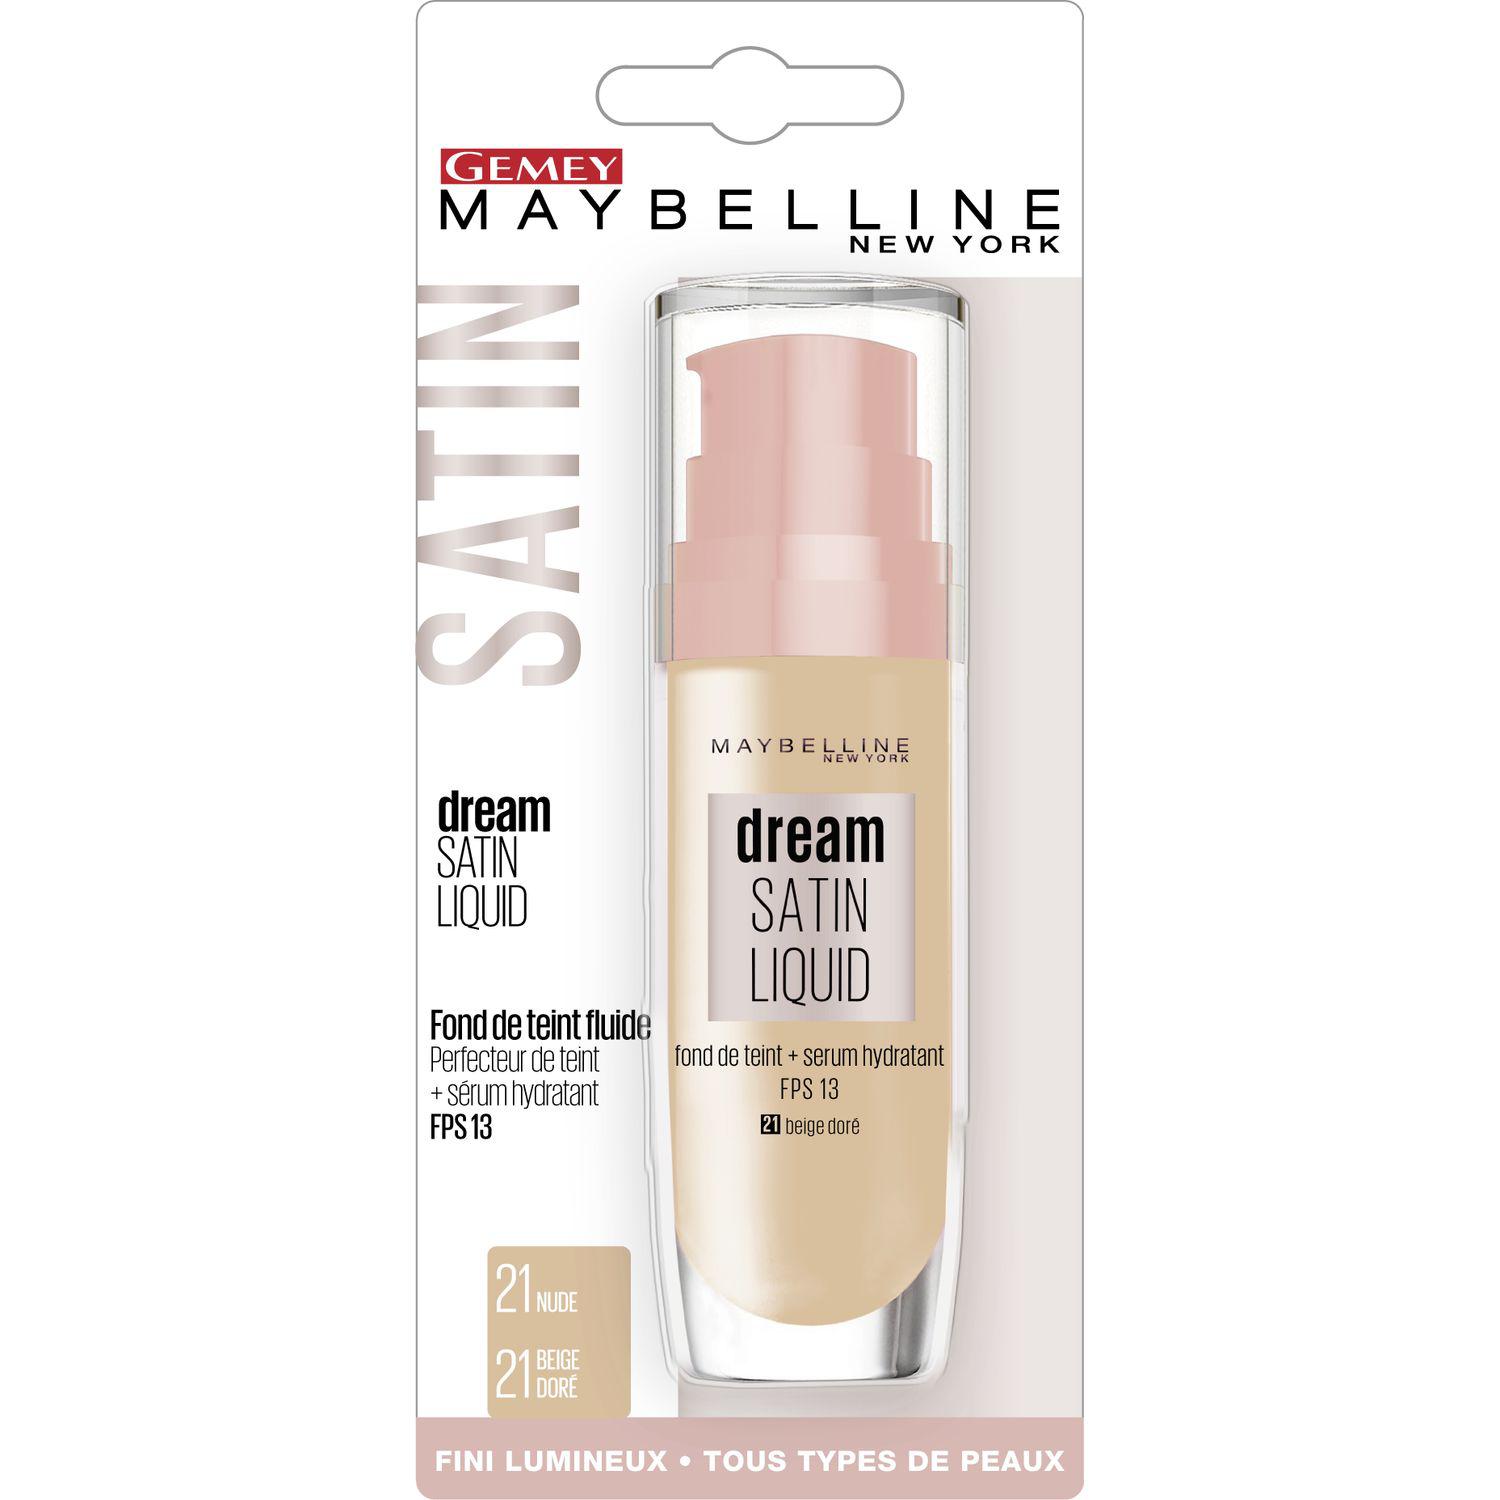 GEMEY
MAYBELLINE
NEW YORK
SATIN
dream
SATIN
LIQUID
Fond de teint fluide
Perfecteur de teint
+ sérum hydratant
FPS 13
21 NUDE
21 BEIGE
DORÉ
MAYBELLINE
NEW YORK
dream
SATIN
LIQUID
fond de teint + serum hydratant
FPS 13
21 beige doré
FINI LUMINEUX • TOUS TYPES DE PEAUX